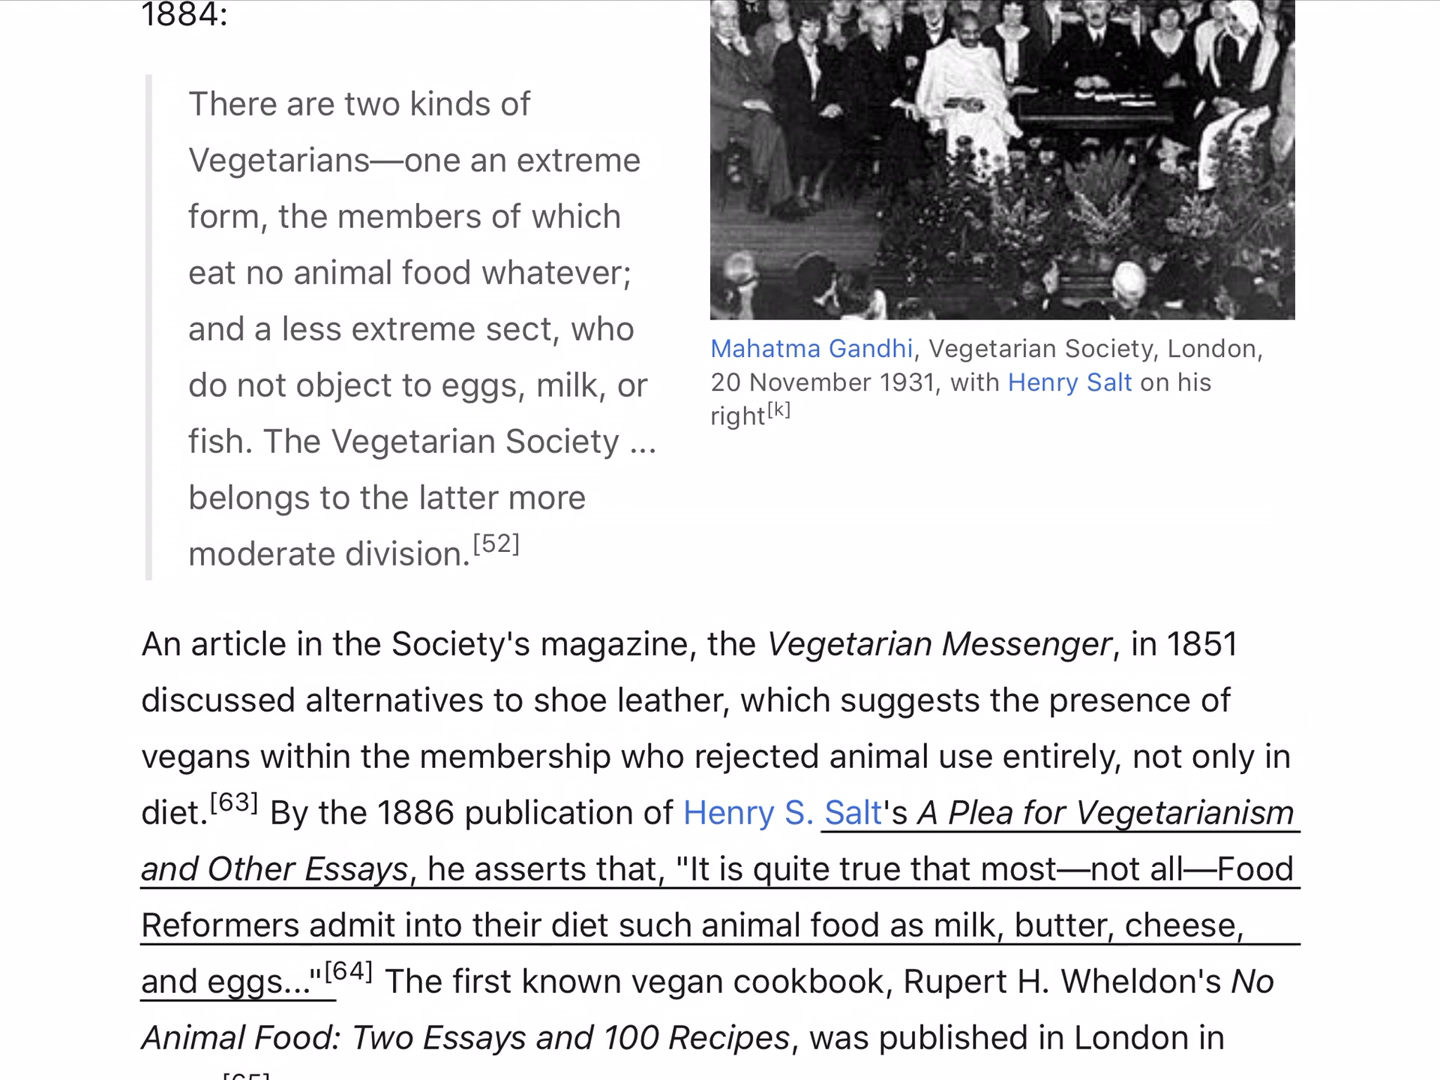 1884:
There are two kinds of
Vegetarians—one an extreme
form, the members of which
eat no animal food whatever;
and a less extreme sect, who
do not object to eggs, milk, or
fish. The Vegetarian Society ...
belongs to the latter more
moderate division.[52]
Mahatma Gandhi, Vegetarian Society, London,
20 November 1931, with Henry Salt on his
right[k]
An article in the Society's magazine, the Vegetarian Messenger, in 1851
discussed alternatives to shoe leather, which suggests the presence of
vegans within the membership who rejected animal use entirely, not only in
diet.[63] By the 1886 publication of Henry S. Salt's A Plea for Vegetarianism
and Other Essays, he asserts that, "It is quite true that most—not all—Food
Reformers admit into their diet such animal food as milk, butter, cheese,
and eggs..."[64] The first known vegan cookbook, Rupert H. Wheldon's No
Animal Food: Two Essays and 100 Recipes, was published in London in